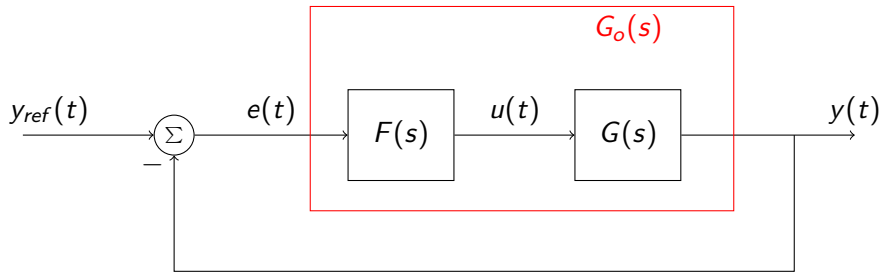 G_o(s)
y_ref(t)
e(t)
u(t)
y(t)
Σ
F(s)
G(s)
−